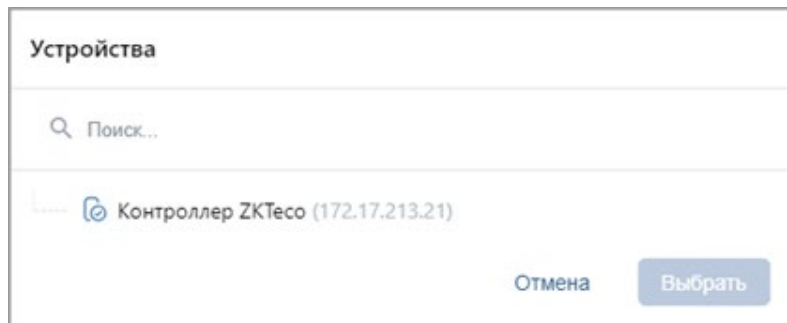 Устройства
Поиск...
Контроллер ZKTeco (172.17.213.21)
Отмена Выбрать